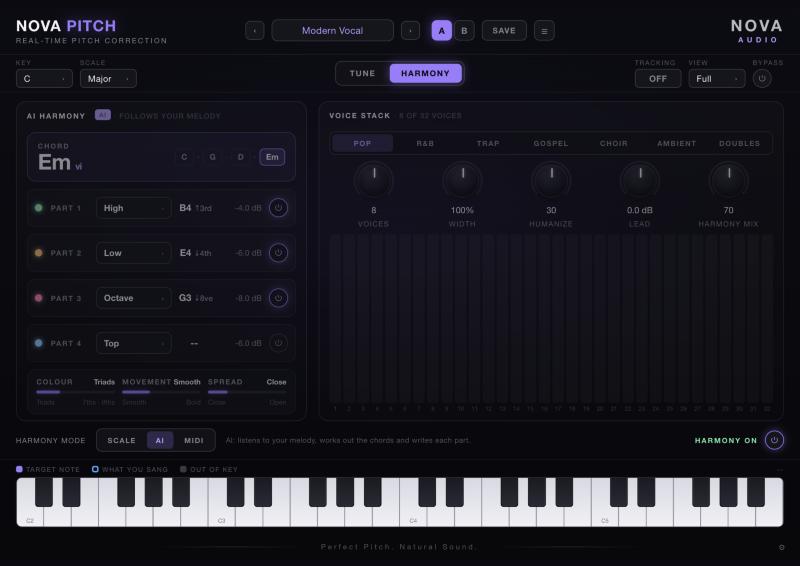 NOVA PITCH
REAL-TIME PITCH CORRECTION
‹ Modern Vocal › A B SAVE ≡
NOVA
AUDIO
KEY SCALE
C › Major ›
TUNE HARMONY
TRACKING VIEW BYPASS
OFF Full ›
AI HARMONY AI · FOLLOWS YOUR MELODY
CHORD
Em vi
C · G · D · Em
PART 1 High › B4 ↑3rd -4.0 dB
PART 2 Low › E4 ↓4th -6.0 dB
PART 3 Octave › G3 ↓8ve -8.0 dB
PART 4 Top › -- -6.0 dB
COLOUR Triads MOVEMENT Smooth SPREAD Close
Triads 7ths · 9ths Smooth Bold Close Open
VOICE STACK · 8 OF 32 VOICES
POP R&B TRAP GOSPEL CHOIR AMBIENT DOUBLES
8 100% 30 0.0 dB 70
VOICES WIDTH HUMANIZE LEAD HARMONY MIX
1 2 3 4 5 6 7 8 9 10 11 12 13 14 15 16 17 18 19 20 21 22 23 24 25 26 27 28 29 30 31 32
HARMONY MODE SCALE AI MIDI AI: listens to your melody, works out the chords and writes each part. HARMONY ON
TARGET NOTE WHAT YOU SANG OUT OF KEY --
C2 C3 C4 C5
Perfect Pitch. Natural Sound.